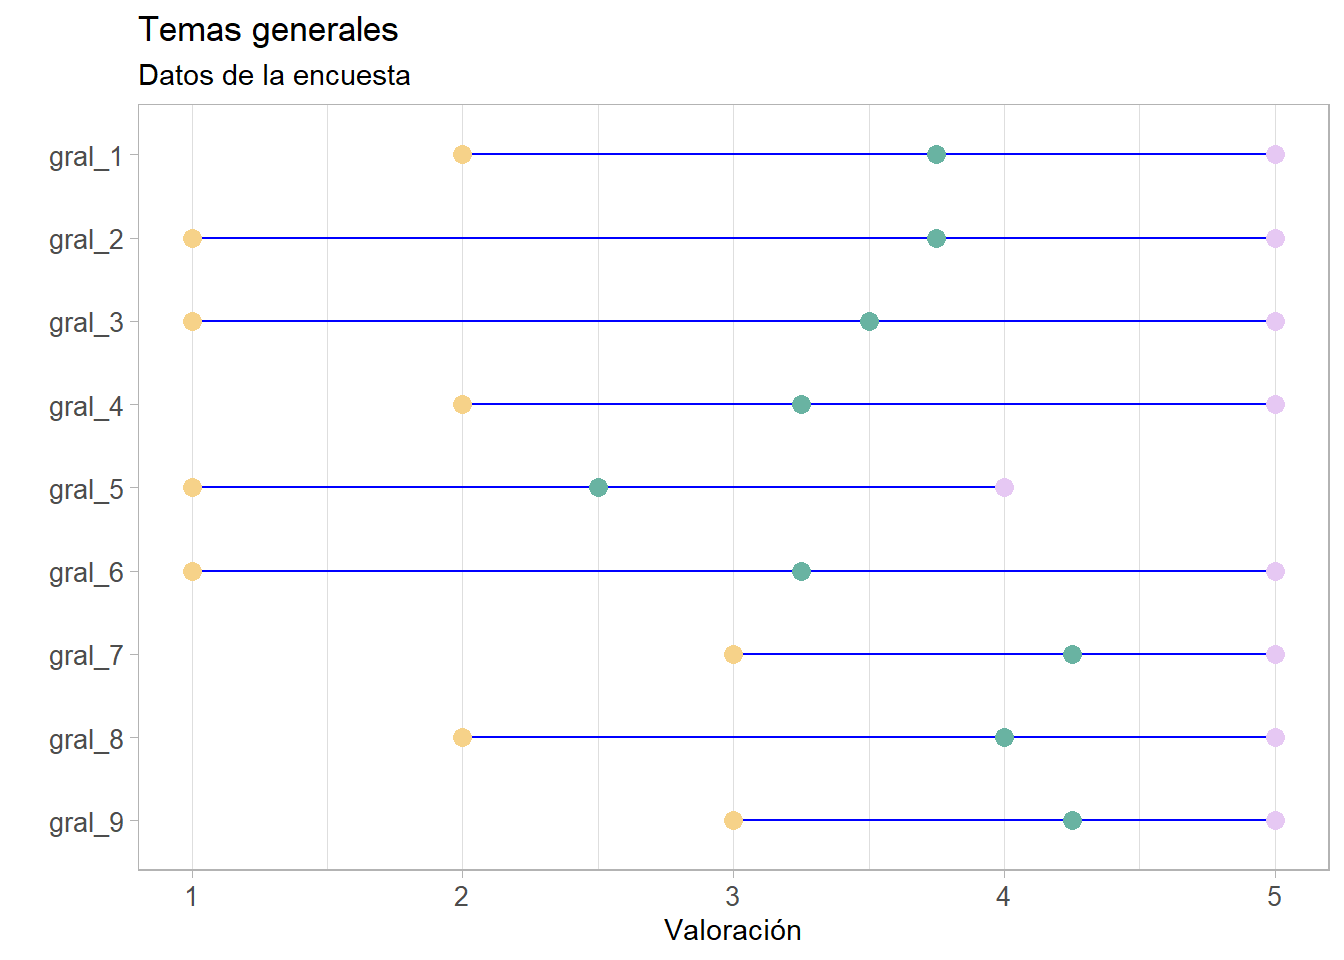 Temas generales
Datos de la encuesta
gral_1
gral_2
gral_3
gral_4
gral_5
gral_6
gral_7
gral_8
gral_9
1 2 3 4 5
Valoración